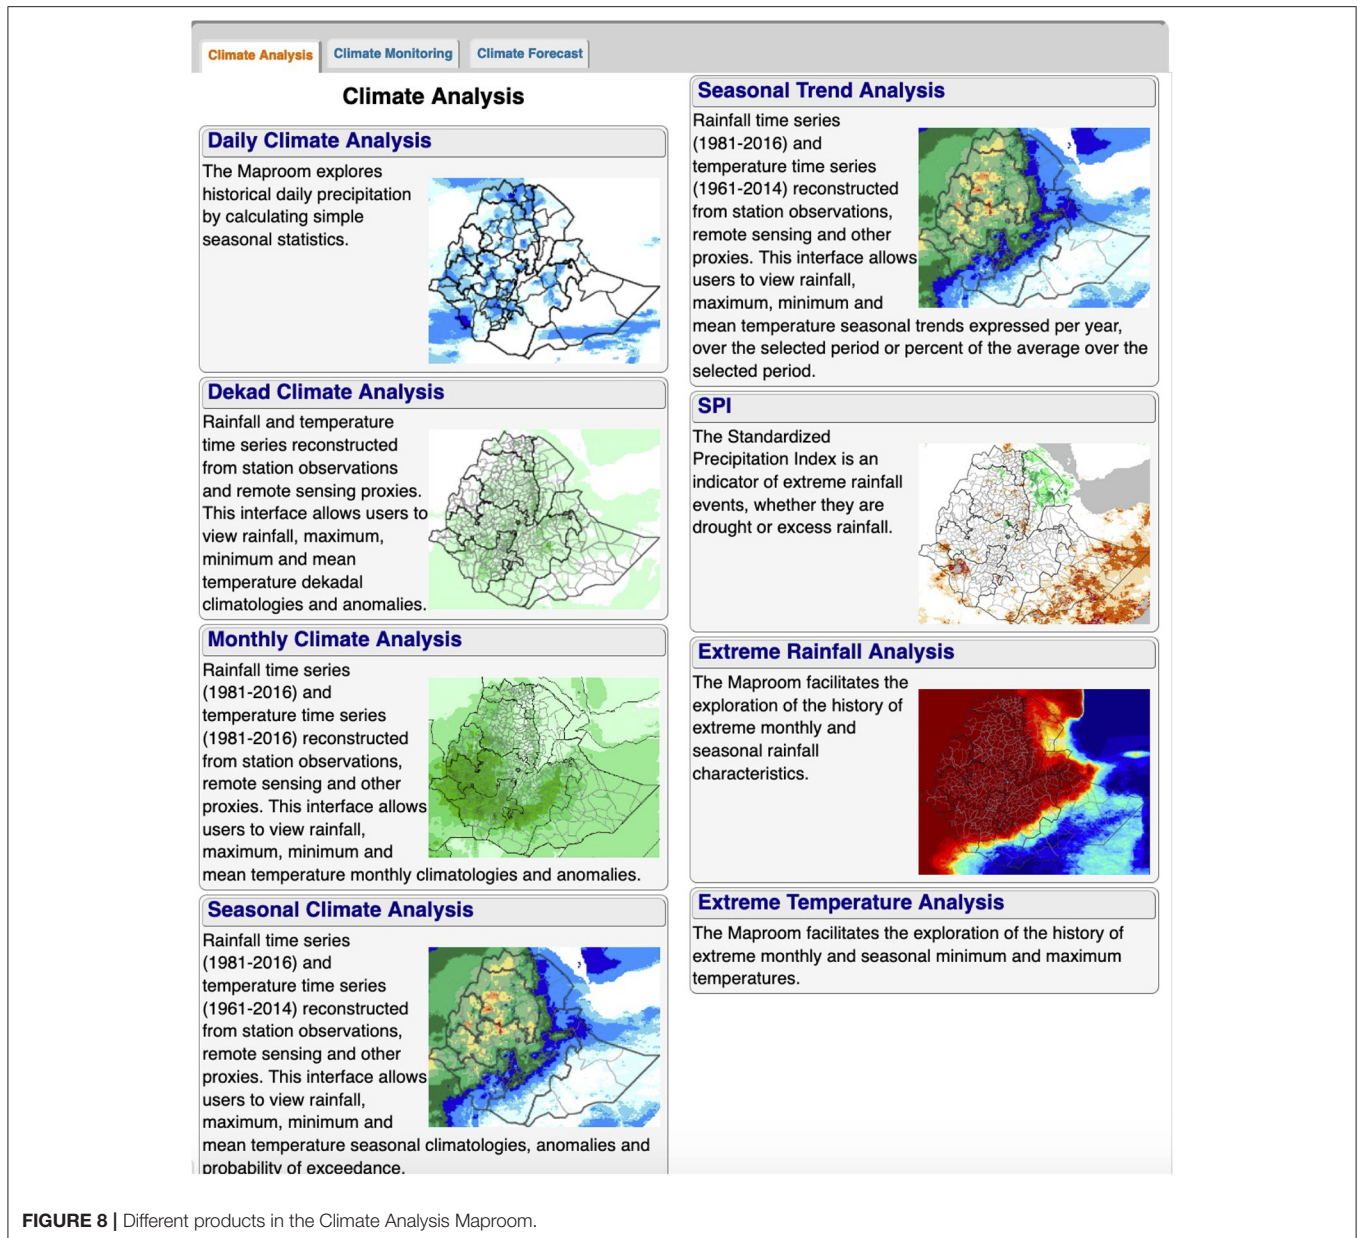 Climate Analysis
Climate Monitoring
Climate Forecast
Climate Analysis
Daily Climate Analysis
The Maproom explores
historical daily precipitation
by calculating simple
seasonal statistics.
Dekad Climate Analysis
Rainfall and temperature
time series reconstructed
from station observations
and remote sensing proxies.
This interface allows users to
view rainfall, maximum,
minimum and mean
temperature dekadal
climatologies and anomalies.
Monthly Climate Analysis
Rainfall time series
(1981-2016) and
temperature time series
(1981-2016) reconstructed
from station observations,
remote sensing and other
proxies. This interface allows
users to view rainfall,
maximum, minimum and
mean temperature monthly climatologies and anomalies.
Seasonal Climate Analysis
Rainfall time series
(1981-2016) and
temperature time series
(1961-2014) reconstructed
from station observations,
remote sensing and other
proxies. This interface allows
users to view rainfall,
maximum, minimum and
mean temperature seasonal climatologies, anomalies and
probability of exceedance.
Seasonal Trend Analysis
Rainfall time series
(1981-2016) and
temperature time series
(1961-2014) reconstructed
from station observations,
remote sensing and other
proxies. This interface allows
users to view rainfall,
maximum, minimum and
mean temperature seasonal trends expressed per year,
over the selected period or percent of the average over the
selected period.
SPI
The Standardized
Precipitation Index is an
indicator of extreme rainfall
events, whether they are
drought or excess rainfall.
Extreme Rainfall Analysis
The Maproom facilitates the
exploration of the history of
extreme monthly and
seasonal rainfall
characteristics.
Extreme Temperature Analysis
The Maproom facilitates the exploration of the history of
extreme monthly and seasonal minimum and maximum
temperatures.
FIGURE 8 | Different products in the Climate Analysis Maproom.